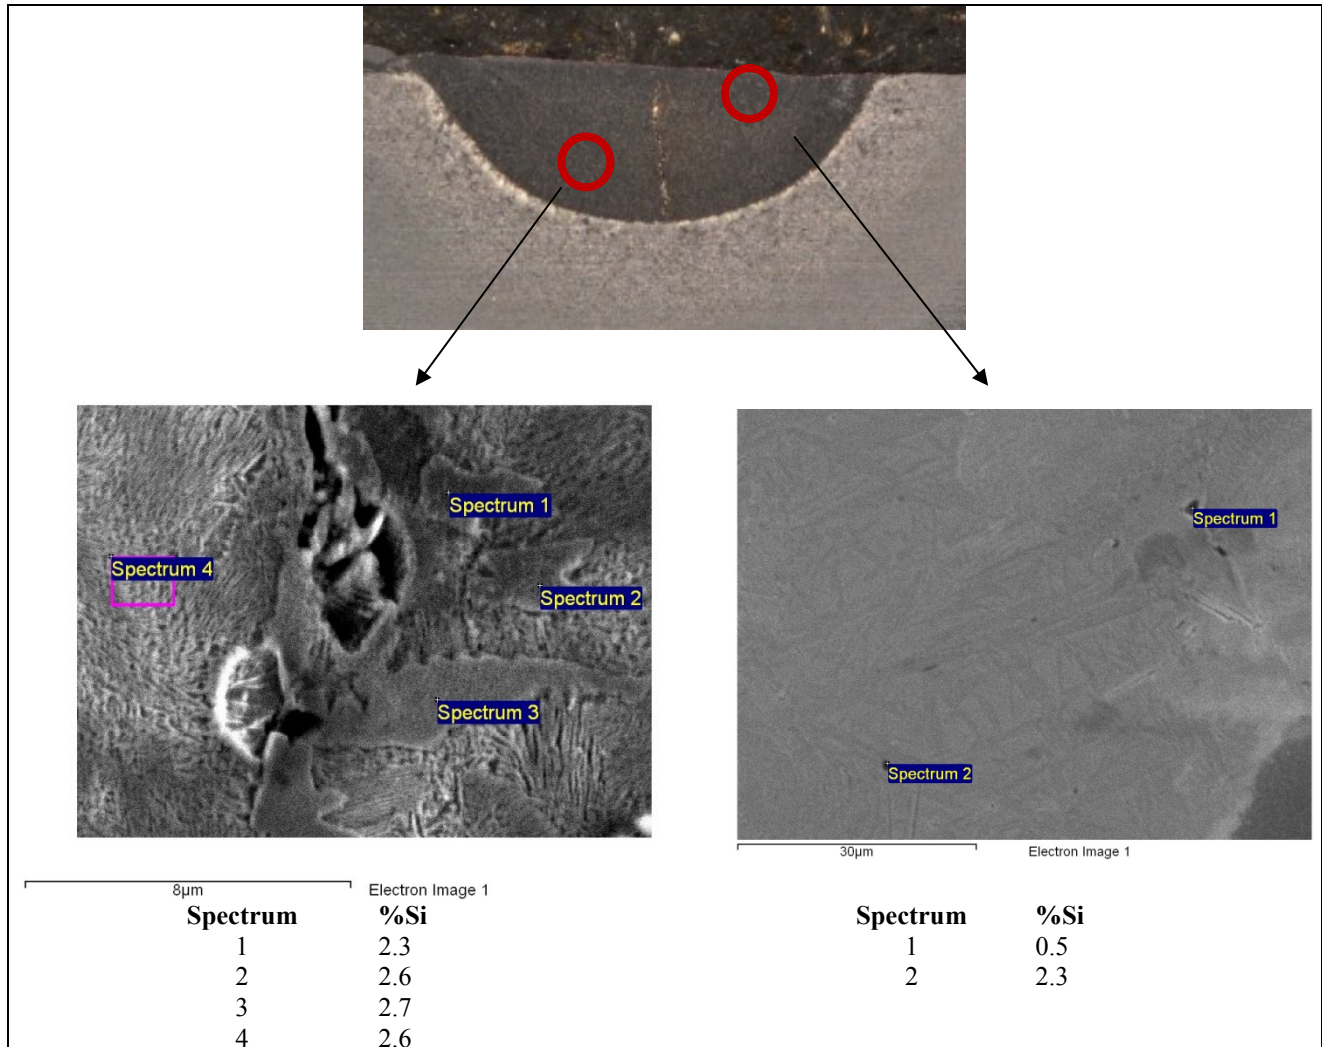 Spectrum 1
Spectrum 4
Spectrum 2
Spectrum 3
8µm Electron Image 1
Spectrum %Si
1 2.3
2 2.6
3 2.7
4 2.6
Spectrum 1
Spectrum 2
30µm Electron Image 1
Spectrum %Si
1 0.5
2 2.3